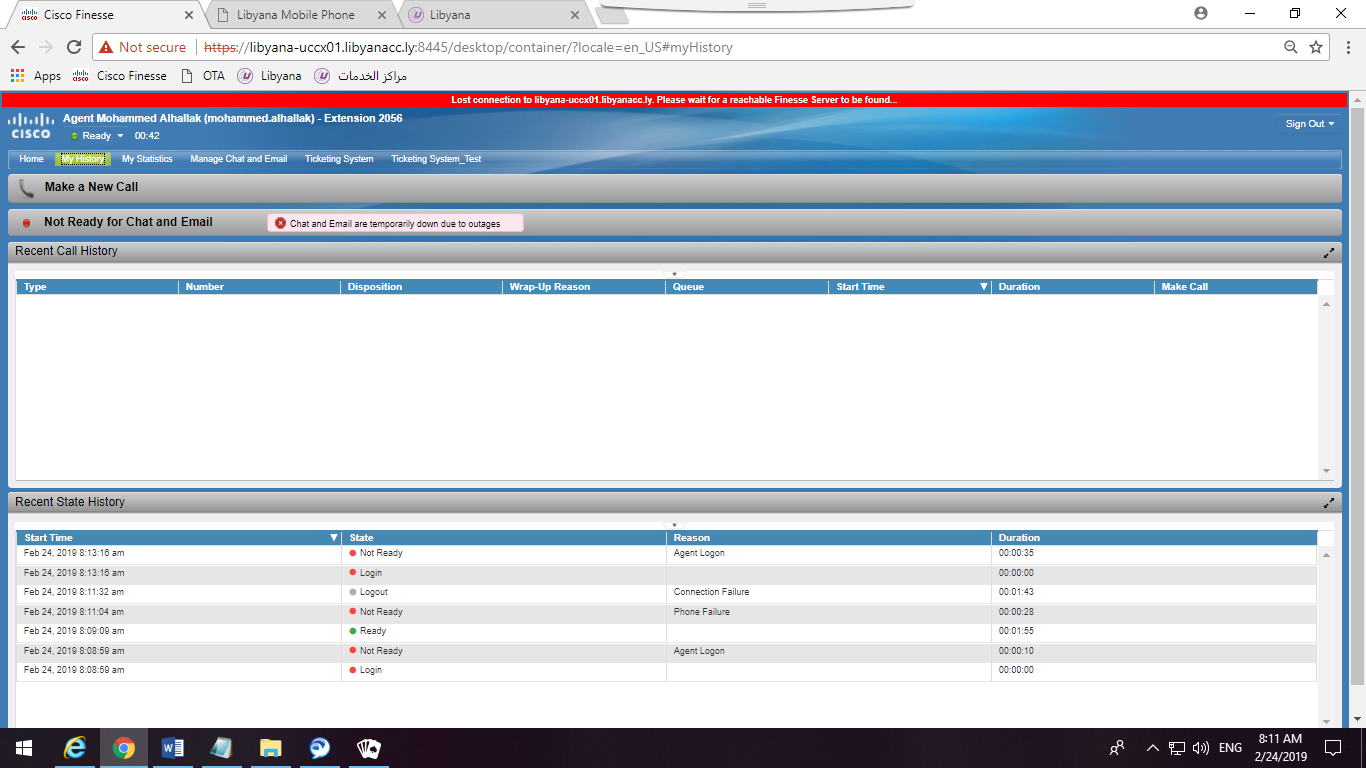 Cisco Finesse
Libyana Mobile Phone
Libyana
Not secure
https://libyana-uccx01.libyanacc.ly:8445/desktop/container/?locale=en_US#myHistory
Apps
Cisco Finesse
OTA
Libyana
مراكز الخدمات
Lost connection to libyana-uccx01.libyanacc.ly. Please wait for a reachable Finesse Server to be found...
CISCO
Agent Mohammed Alhallak (mohammed.alhallak) - Extension 2056
Ready 00:42
Sign Out
Home My History My Statistics Manage Chat and Email Ticketing System Ticketing System_Test
Make a New Call
Not Ready for Chat and Email
Chat and Email are temporarily down due to outages
Recent Call History
Type Number Disposition Wrap-Up Reason Queue Start Time Duration Make Call
Recent State History
Start Time State Reason Duration
Feb 24, 2019 8:13:16 am Not Ready Agent Logon 00:00:35
Feb 24, 2019 8:13:16 am Login 00:00:00
Feb 24, 2019 8:11:32 am Logout Connection Failure 00:01:43
Feb 24, 2019 8:11:04 am Not Ready Phone Failure 00:00:28
Feb 24, 2019 8:09:09 am Ready 00:01:55
Feb 24, 2019 8:08:59 am Not Ready Agent Logon 00:00:10
Feb 24, 2019 8:08:59 am Login 00:00:00
ENG
8:11 AM
2/24/2019